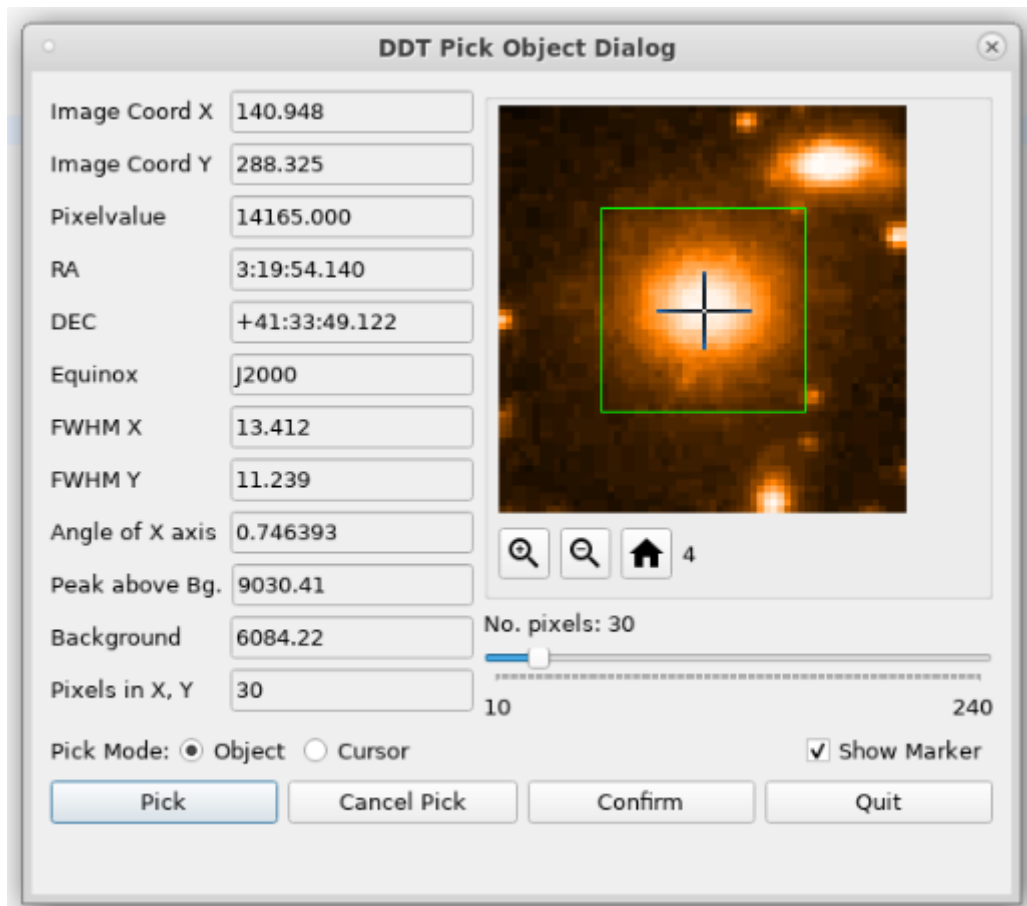 DDT Pick Object Dialog
Image Coord X 140.948
Image Coord Y 288.325
Pixelvalue 14165.000
RA 3:19:54.140
DEC +41:33:49.122
Equinox J2000
FWHM X 13.412
FWHM Y 11.239
Angle of X axis 0.746393
Peak above Bg. 9030.41
Background 6084.22
Pixels in X, Y 30
4
No. pixels: 30
10 240
Pick Mode: Object Cursor
Show Marker
Pick Cancel Pick Confirm Quit